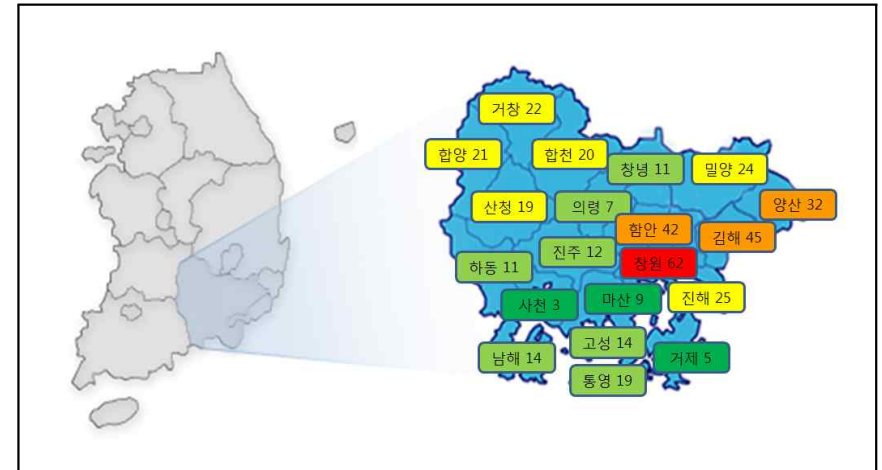 거창 22
합양 21
합천 20
창녕 11
밀양 24
산청 19
의령 7
양산 32
함안 42
김해 45
진주 12
하동 11
창원 62
사천 3
마산 9
진해 25
남해 14
고성 14
거제 5
통영 19